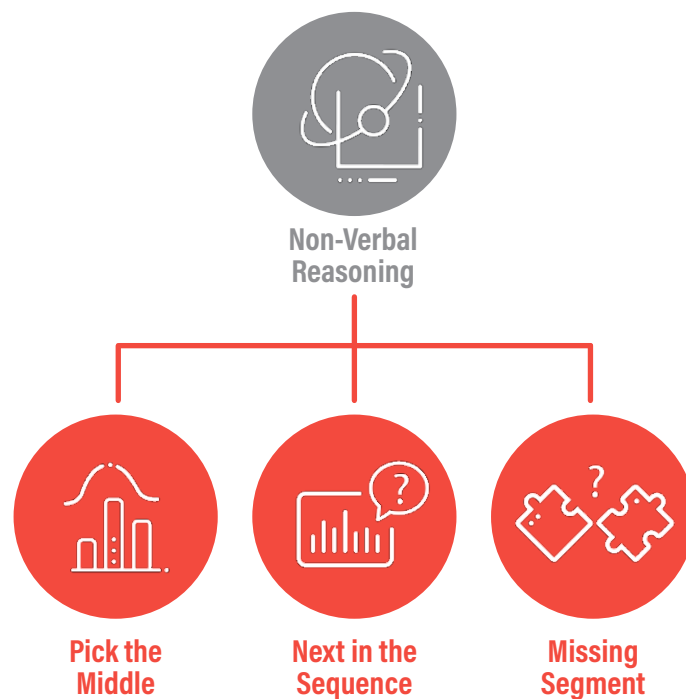 Non-Verbal
Reasoning
?
?
Pick the
Middle
Next in the
Sequence
Missing
Segment